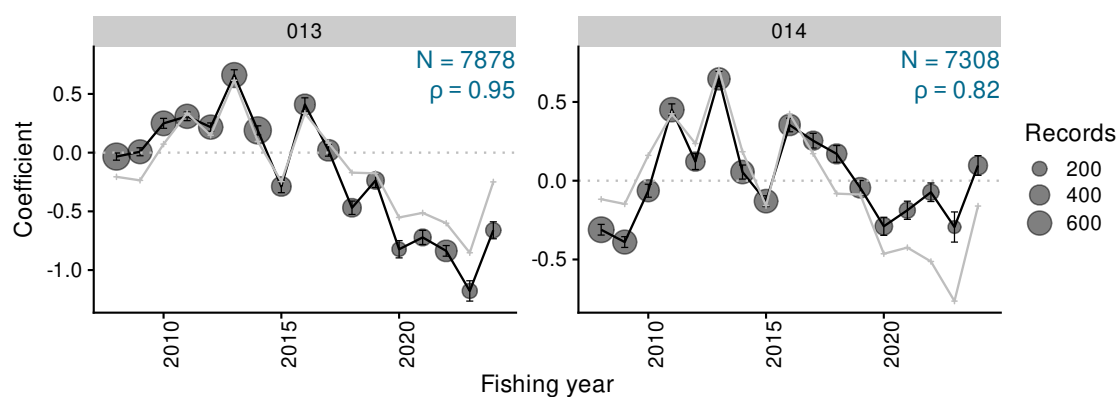 013
014
N = 7878
ρ = 0.95
N = 7308
ρ = 0.82
Coefficient
0.5
0.0
-0.5
-1.0
0.5
0.0
-0.5
2010
2015
2020
2010
2015
2020
Fishing year
Records
200
400
600